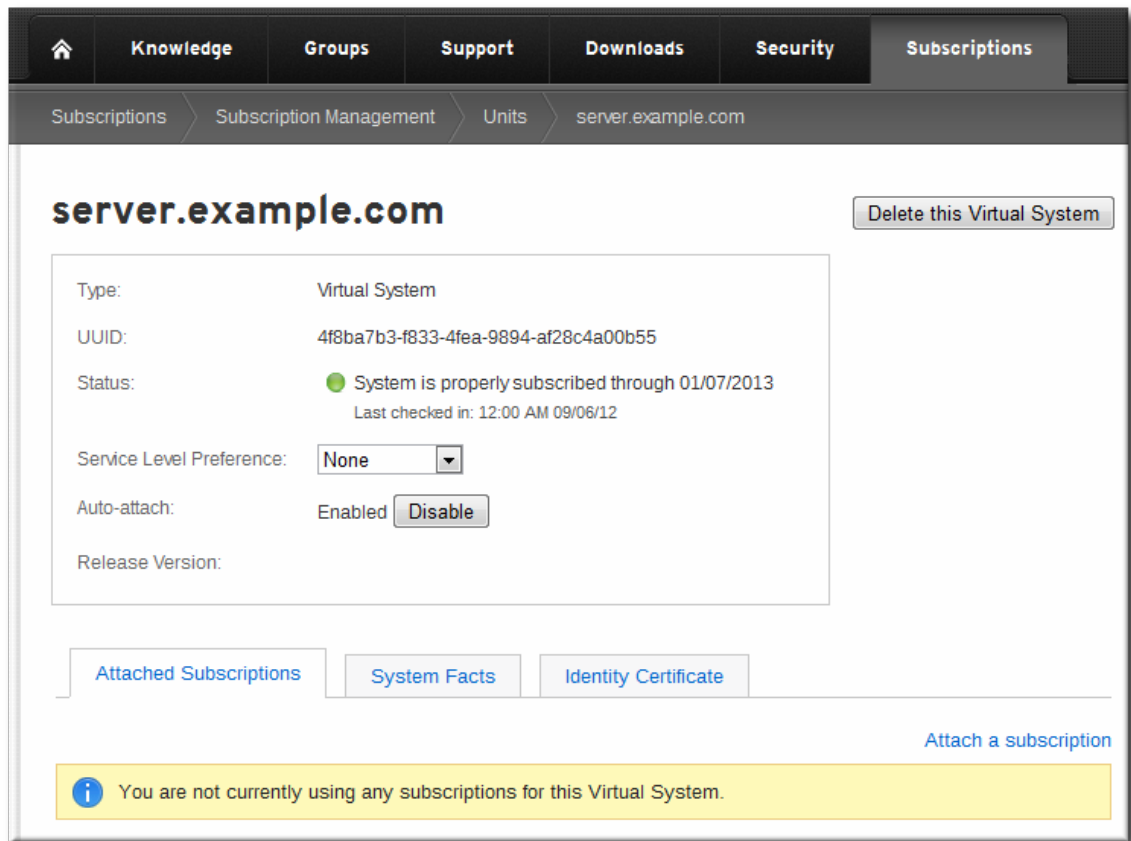 Knowledge Groups Support Downloads Security Subscriptions
Subscriptions Subscription Management Units server.example.com
server.example.com Delete this Virtual System
Type: Virtual System
UUID: 4f8ba7b3-f833-4fea-9894-af28c4a00b55
Status: System is properly subscribed through 01/07/2013
Last checked in: 12:00 AM 09/06/12
Service Level Preference: None
Auto-attach: Enabled Disable
Release Version:
Attached Subscriptions System Facts Identity Certificate
Attach a subscription
You are not currently using any subscriptions for this Virtual System.